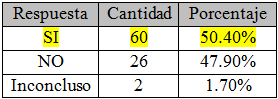 Respuesta Cantidad Porcentaje
SI 60 50.40%
NO 26 47.90%
Inconcluso 2 1.70%